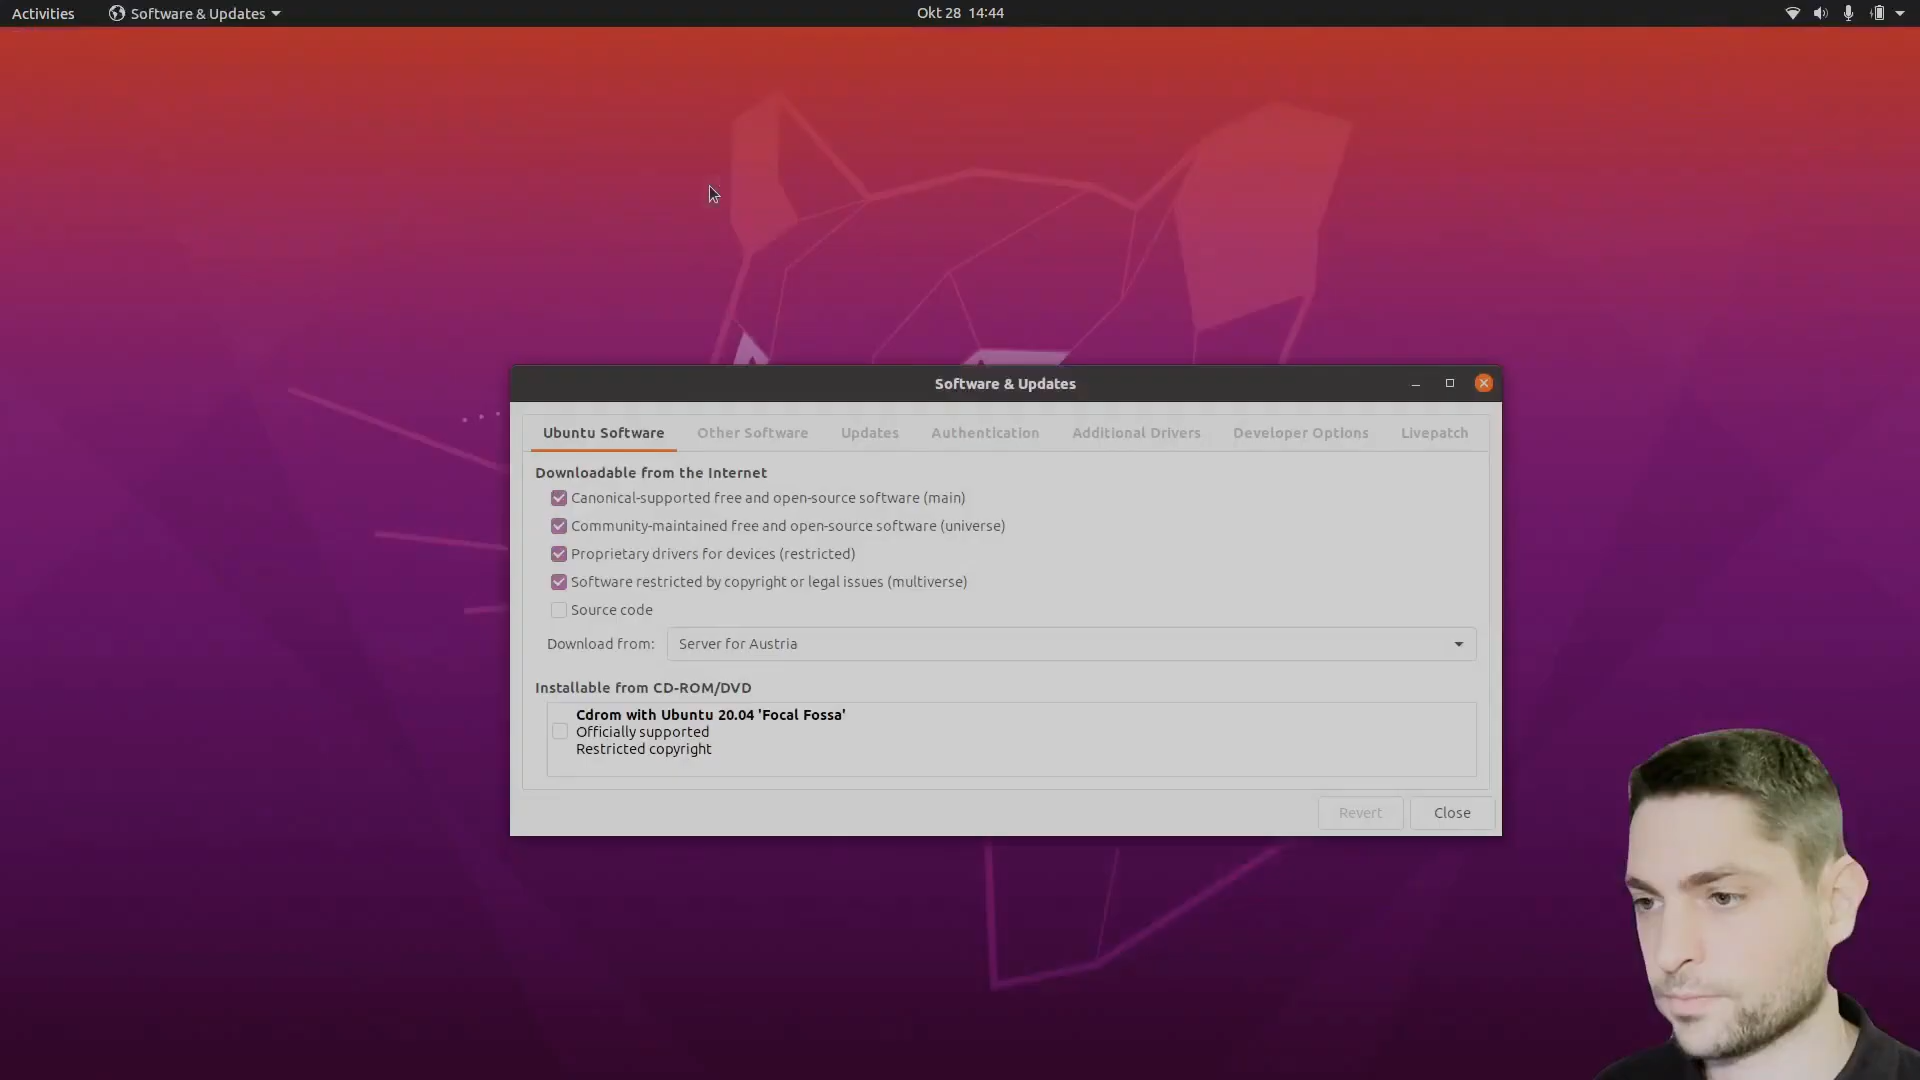 Activities
Software & Updates
Okt 28 14:44
Software & Updates
Ubuntu Software
Other Software
Updates
Authentication
Additional Drivers
Developer Options
Livepatch
Downloadable from the Internet
Canonical-supported free and open-source software (main)
Community-maintained free and open-source software (universe)
Proprietary drivers for devices (restricted)
Software restricted by copyright or legal issues (multiverse)
Source code
Download from:
Server for Austria
Installable from CD-ROM/DVD
Cdrom with Ubuntu 20.04 'Focal Fossa'
Officially supported
Restricted copyright
Revert
Close